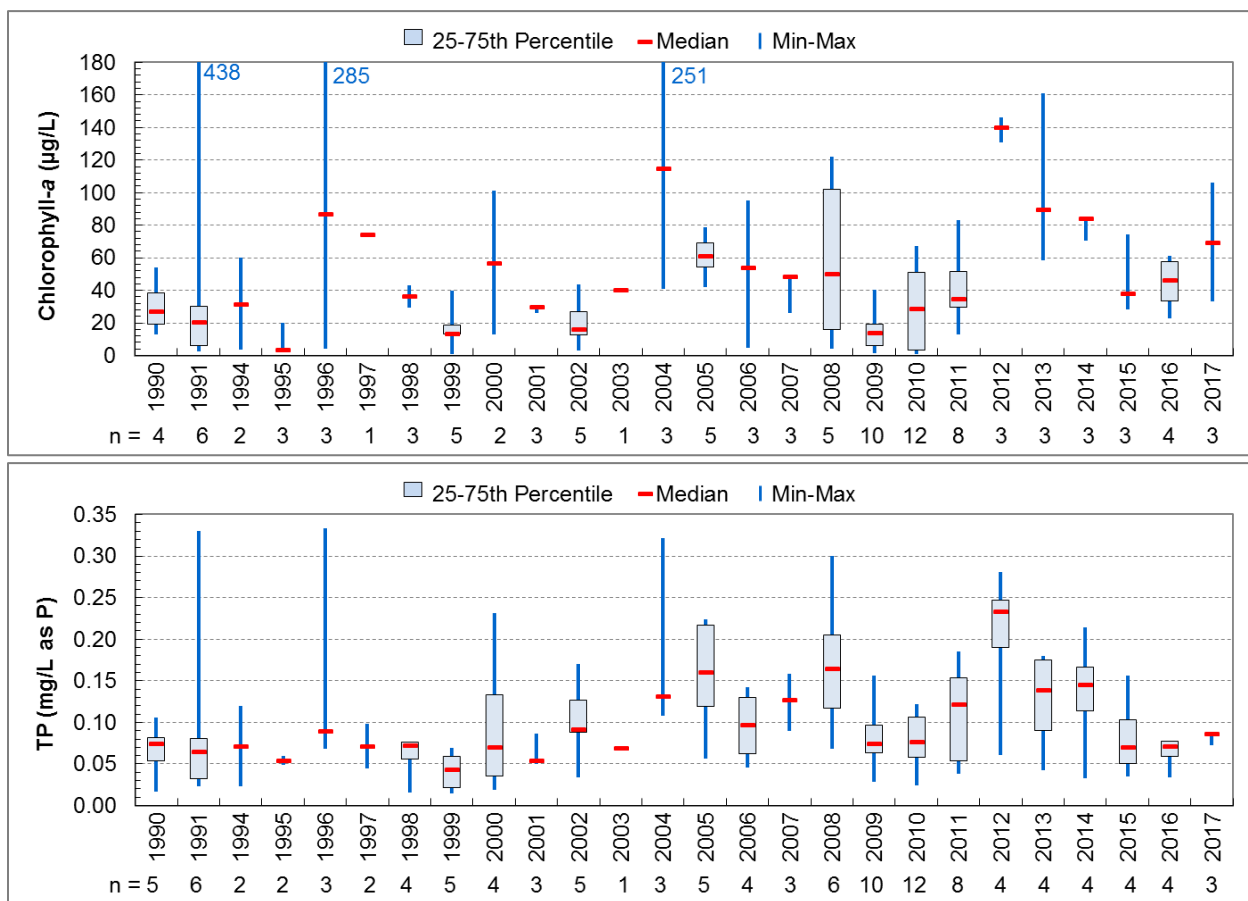 25-75th Percentile Median Min-Max
Chlorophyll-a (µg/L)
180
160
140
120
100
80
60
40
20
0
438
285
251
1990 1991 1994 1995 1996 1997 1998 1999 2000 2001 2002 2003 2004 2005 2006 2007 2008 2009 2010 2011 2012 2013 2014 2015 2016 2017
n = 4 6 2 3 3 1 3 5 2 3 5 1 3 5 3 3 5 10 12 8 3 3 3 3 4 3
25-75th Percentile Median Min-Max
TP (mg/L as P)
0.35
0.30
0.25
0.20
0.15
0.10
0.05
0.00
1990 1991 1994 1995 1996 1997 1998 1999 2000 2001 2002 2003 2004 2005 2006 2007 2008 2009 2010 2011 2012 2013 2014 2015 2016 2017
n = 5 6 2 2 3 2 4 5 4 3 5 1 3 5 4 3 6 10 12 8 4 4 4 4 4 3